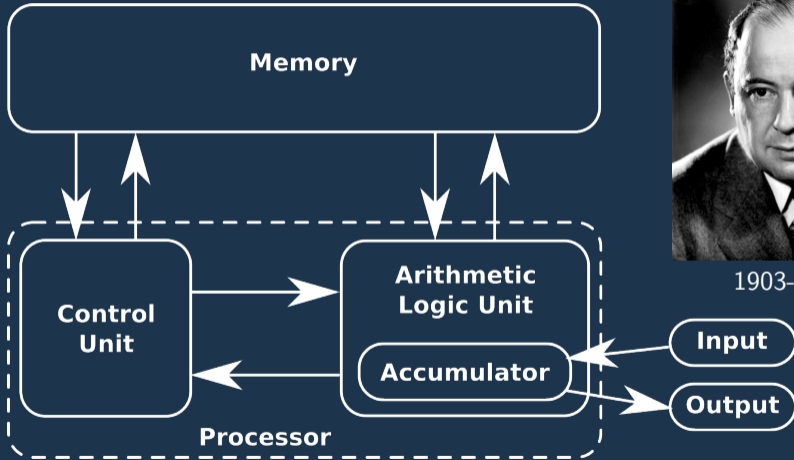 Memory
Arithmetic
Logic Unit
Control
Unit
Accumulator
Processor
1903-
Input
Output